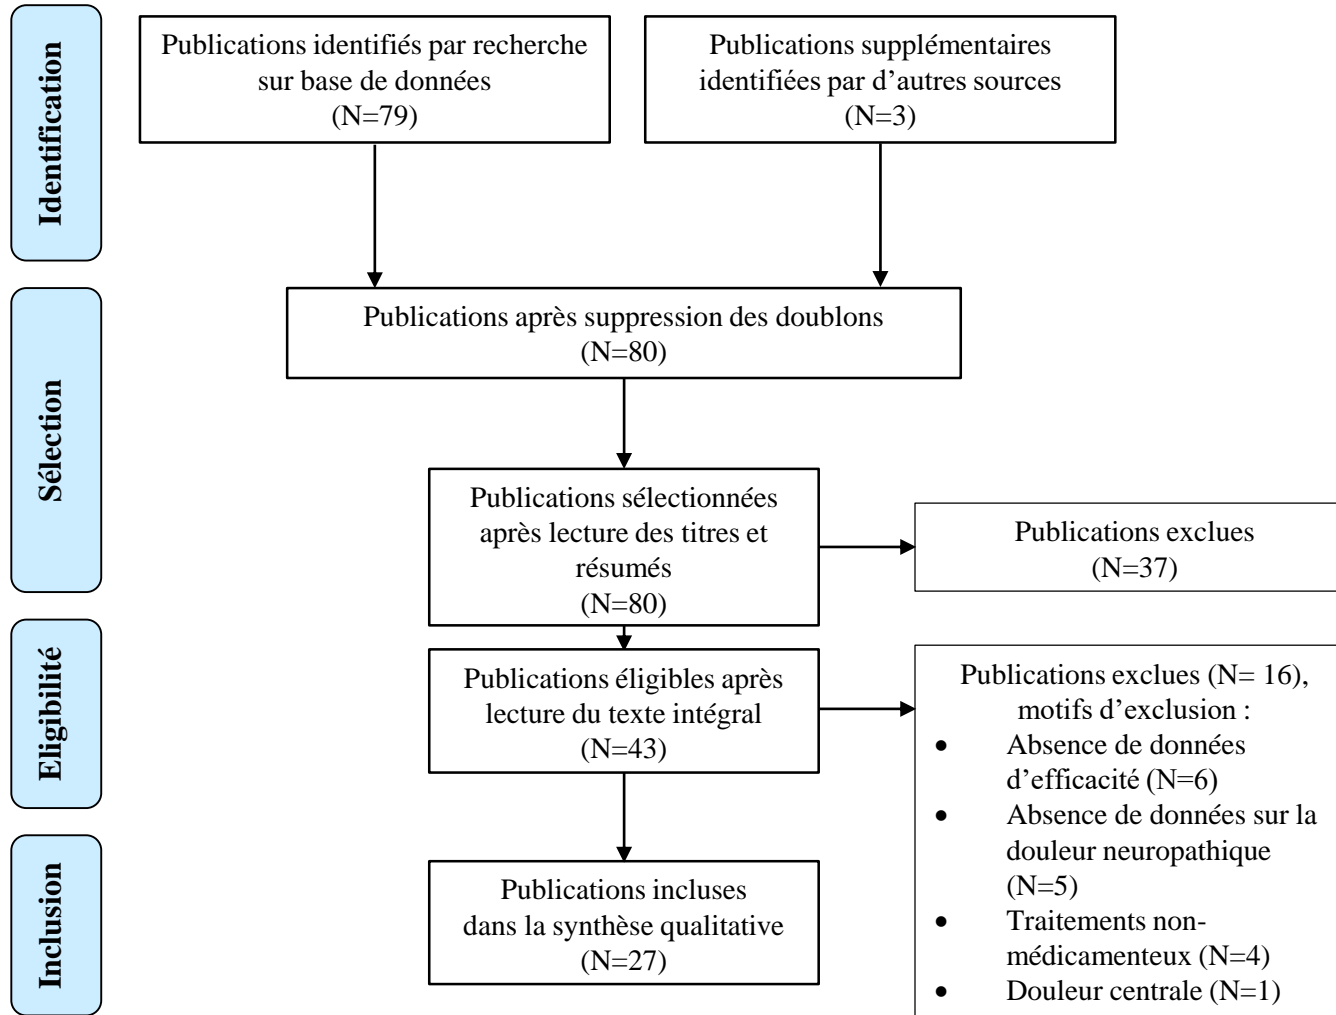 Identification
Publications identifiés par recherche
sur base de données
(N=79)
Publications supplémentaires
identifiées par d’autres sources
(N=3)
Sélection
Publications après suppression des doublons
(N=80)
Publications sélectionnées
après lecture des titres et
résumés
(N=80)
Publications exclues
(N=37)
Eligibilité
Publications éligibles après
lecture du texte intégral
(N=43)
Publications exclues (N= 16),
motifs d’exclusion :
• Absence de données
d’efficacité (N=6)
• Absence de données sur la
douleur neuropathique
(N=5)
• Traitements non-
médicamenteux (N=4)
• Douleur centrale (N=1)
Inclusion
Publications incluses
dans la synthèse qualitative
(N=27)